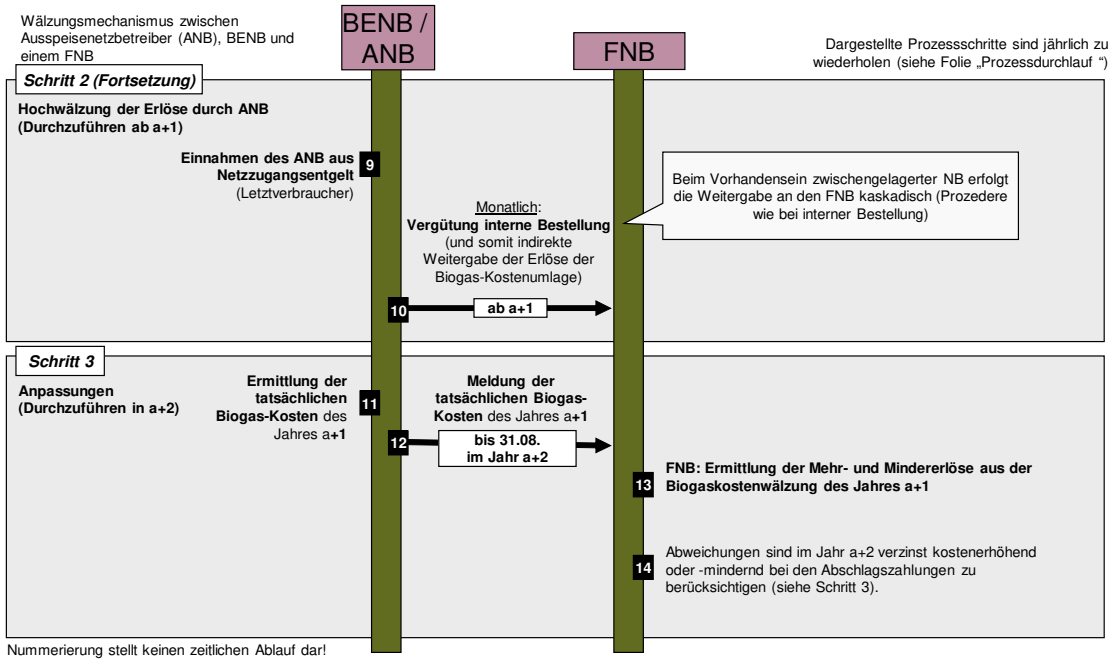 Wälzungsmechanismus zwischen
Ausspeisenetzbetreiber (ANB), BENB und
einem FNB
BENB /
ANB
FNB
Dargestellte Prozessschritte sind jährlich zu
wiederholen (siehe Folie „Prozessdurchlauf “)
Schritt 2 (Fortsetzung)
Hochwälzung der Erlöse durch ANB
(Durchzuführen ab a+1)
Einnahmen des ANB aus
Netzzugangsentgelt
(Letztverbraucher)
9
Monatlich:
Vergütung interne Bestellung
(und somit indirekte
Weitergabe der Erlöse der
Biogas-Kostenumlage)
Beim Vorhandensein zwischengelagerter NB erfolgt
die Weitergabe an den FNB kaskadisch (Prozedere
wie bei interner Bestellung)
10
ab a+1
Schritt 3
Anpassungen
(Durchzuführen in a+2)
Ermittlung der
tatsächlichen
Biogas-Kosten des
Jahres a+1
11
Meldung der
tatsächlichen Biogas-
Kosten des Jahres a+1
12
bis 31.08.
im Jahr a+2
13
FNB: Ermittlung der Mehr- und Mindererlöse aus der
Biogaskostenwälzung des Jahres a+1
14
Abweichungen sind im Jahr a+2 verzinst kostenerhöhend
oder -mindernd bei den Abschlagszahlungen zu
berücksichtigen (siehe Schritt 3).
Nummerierung stellt keinen zeitlichen Ablauf dar!